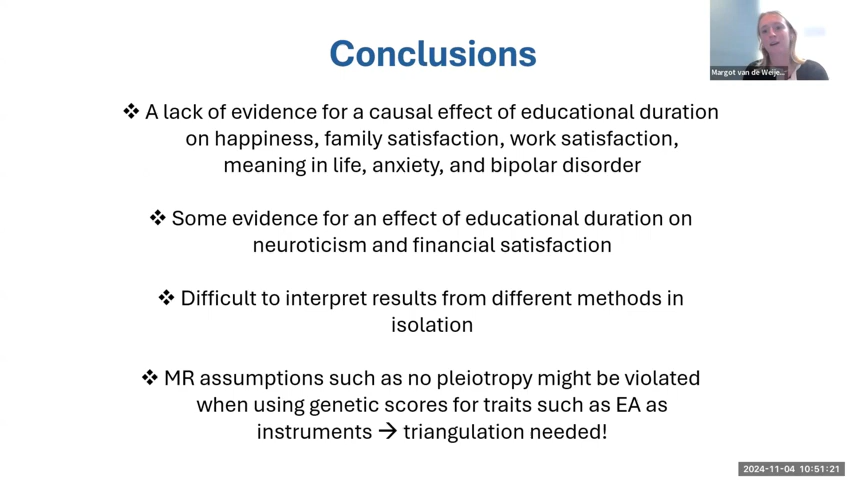 Conclusions
Margot van de Weije...
❖ A lack of evidence for a causal effect of educational duration
on happiness, family satisfaction, work satisfaction,
meaning in life, anxiety, and bipolar disorder
❖ Some evidence for an effect of educational duration on
neuroticism and financial satisfaction
❖ Difficult to interpret results from different methods in
isolation
❖ MR assumptions such as no pleiotropy might be violated
when using genetic scores for traits such as EA as
instruments → triangulation needed!
2024-11-04 10:51:21